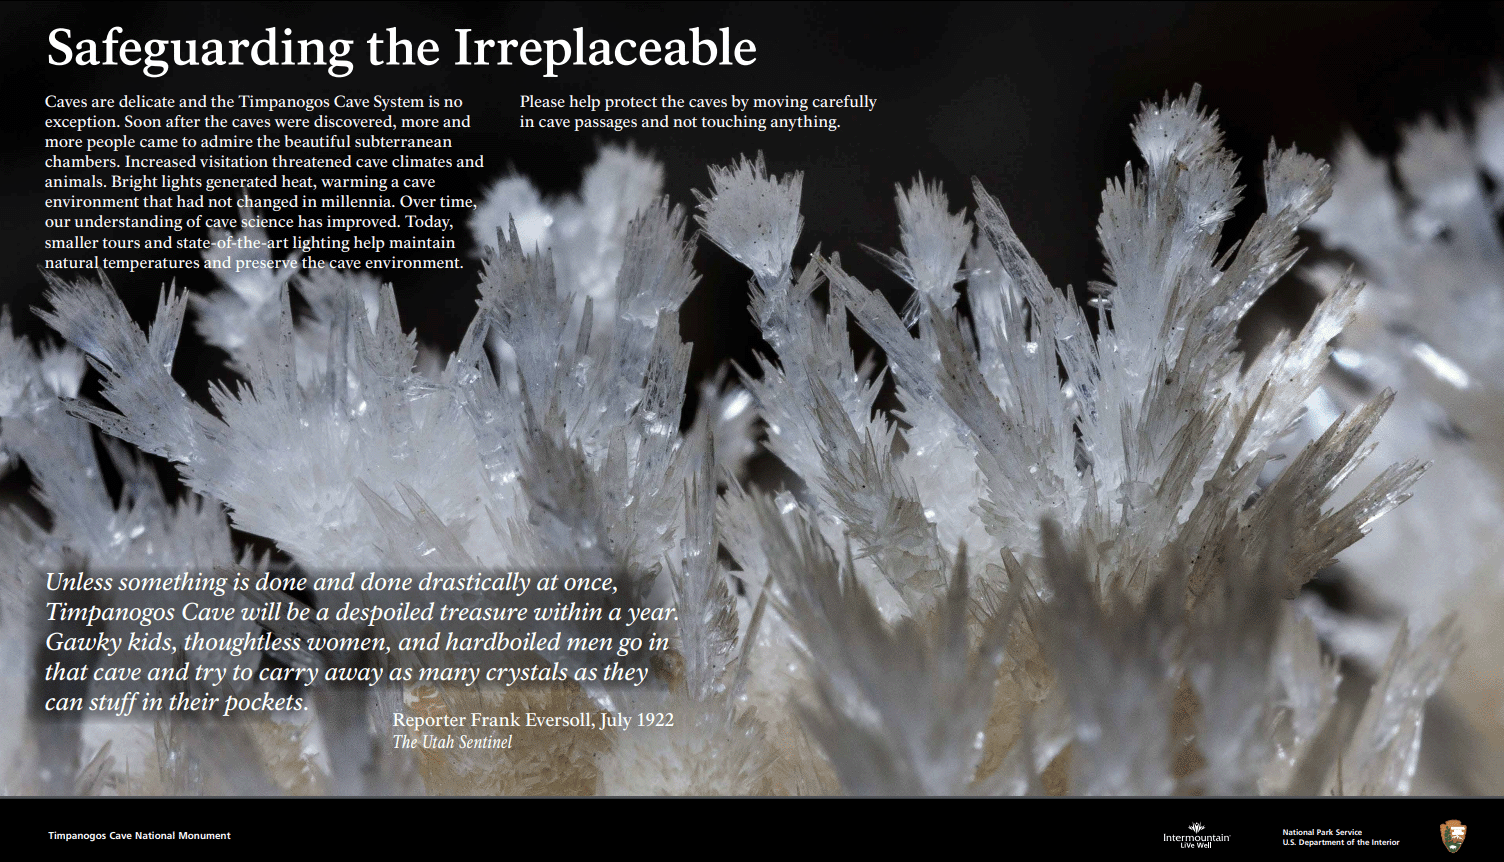 Safeguarding the Irreplaceable
Caves are delicate and the Timpanogos Cave System is no
exception. Soon after the caves were discovered, more and
more people came to admire the beautiful subterranean
chambers. Increased visitation threatened cave climates and
animals. Bright lights generated heat, warming a cave
environment that had not changed in millennia. Over time,
our understanding of cave science has improved. Today,
smaller tours and state-of-the-art lighting help maintain
natural temperatures and preserve the cave environment.
Please help protect the caves by moving carefully
in cave passages and not touching anything.
Unless something is done and done drastically at once,
Timpanogos Cave will be a despoiled treasure within a year.
Gawky kids, thoughtless women, and hardboiled men go in
that cave and try to carry away as many crystals as they
can stuff in their pockets.
Reporter Frank Eversoll, July 1922
The Utah Sentinel
Timpanogos Cave National Monument
Intermountain
LiVe Well
National Park Service
U.S. Department of the Interior